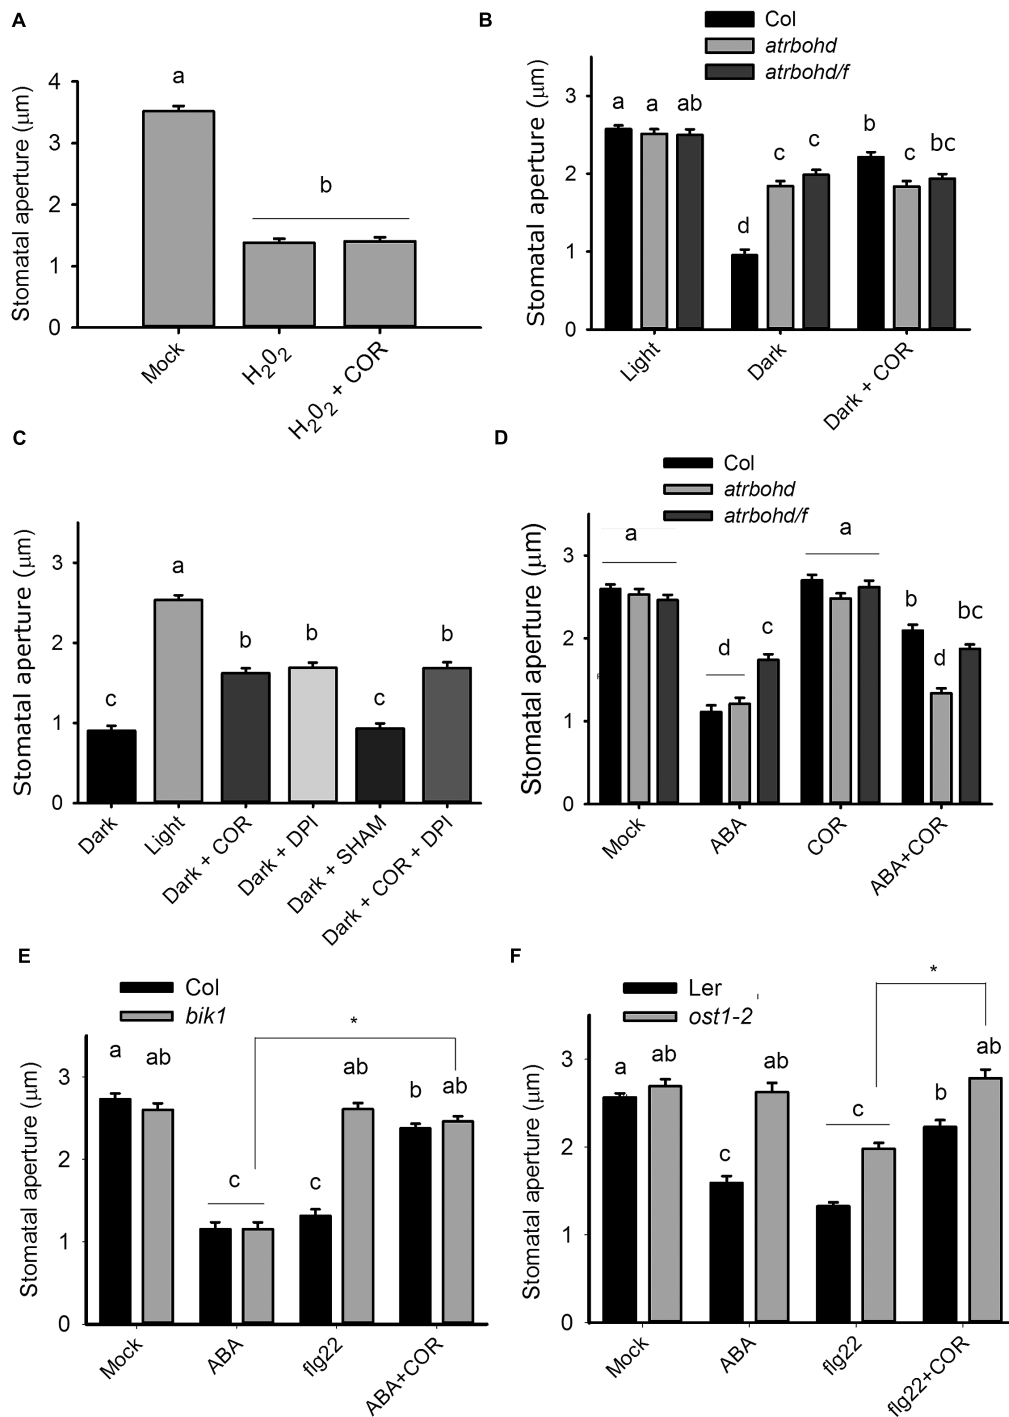 A
Stomatal aperture (μm)
4
3
2
1
0
a
b
Mock
H₂0₂
H₂0₂ + COR
B
Col
atrbohd
atrbohd/f
Stomatal aperture (μm)
3
2
1
0
a a ab
d c c
b c bc
Light
Dark
Dark + COR
C
Stomatal aperture (μm)
3
2
1
0
c a b b c b
Dark
Light
Dark + COR
Dark + DPI
Dark + SHAM
Dark + COR + DPI
D
Col
atrbohd
atrbohd/f
Stomatal aperture (μm)
3
2
1
0
a
d c
a
b d bc
Mock
ABA
COR
ABA+COR
E
Col
bik1
Stomatal aperture (μm)
3
2
1
0
*
a ab
c
c ab
b ab
Mock
ABA
flg22
ABA+COR
F
Ler
ost1-2
Stomatal aperture (μm)
3
2
1
0
*
a ab
c ab
c
b ab
Mock
ABA
flg22
flg22+COR